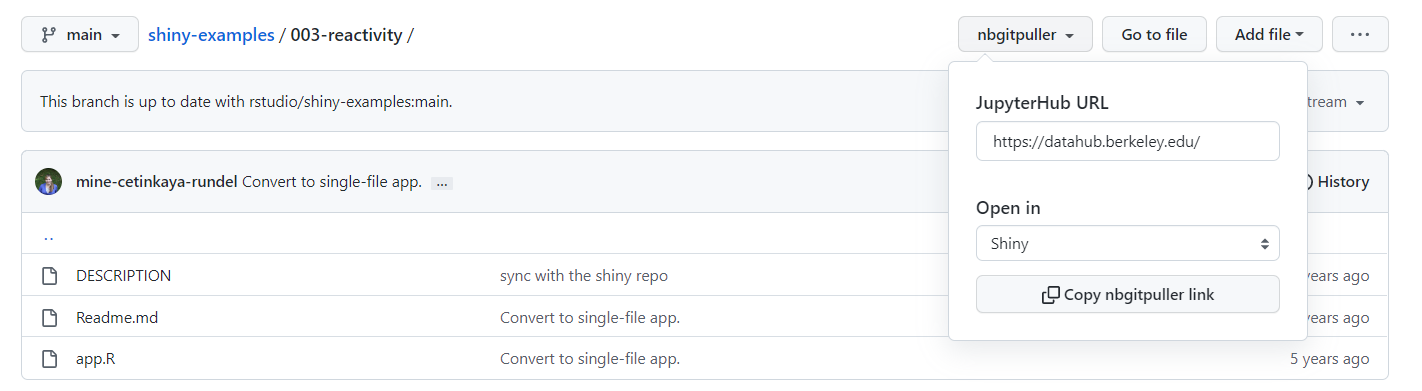 main
shiny-examples / 003-reactivity /
nbgitpuller
Go to file
Add file
This branch is up to date with rstudio/shiny-examples:main.
JupyterHub URL
https://datahub.berkeley.edu/
Open in
Shiny
Copy nbgitpuller link
mine-cetinkaya-rundel Convert to single-file app. ...
History
..
DESCRIPTION sync with the shiny repo years ago
Readme.md Convert to single-file app. years ago
app.R Convert to single-file app. 5 years ago